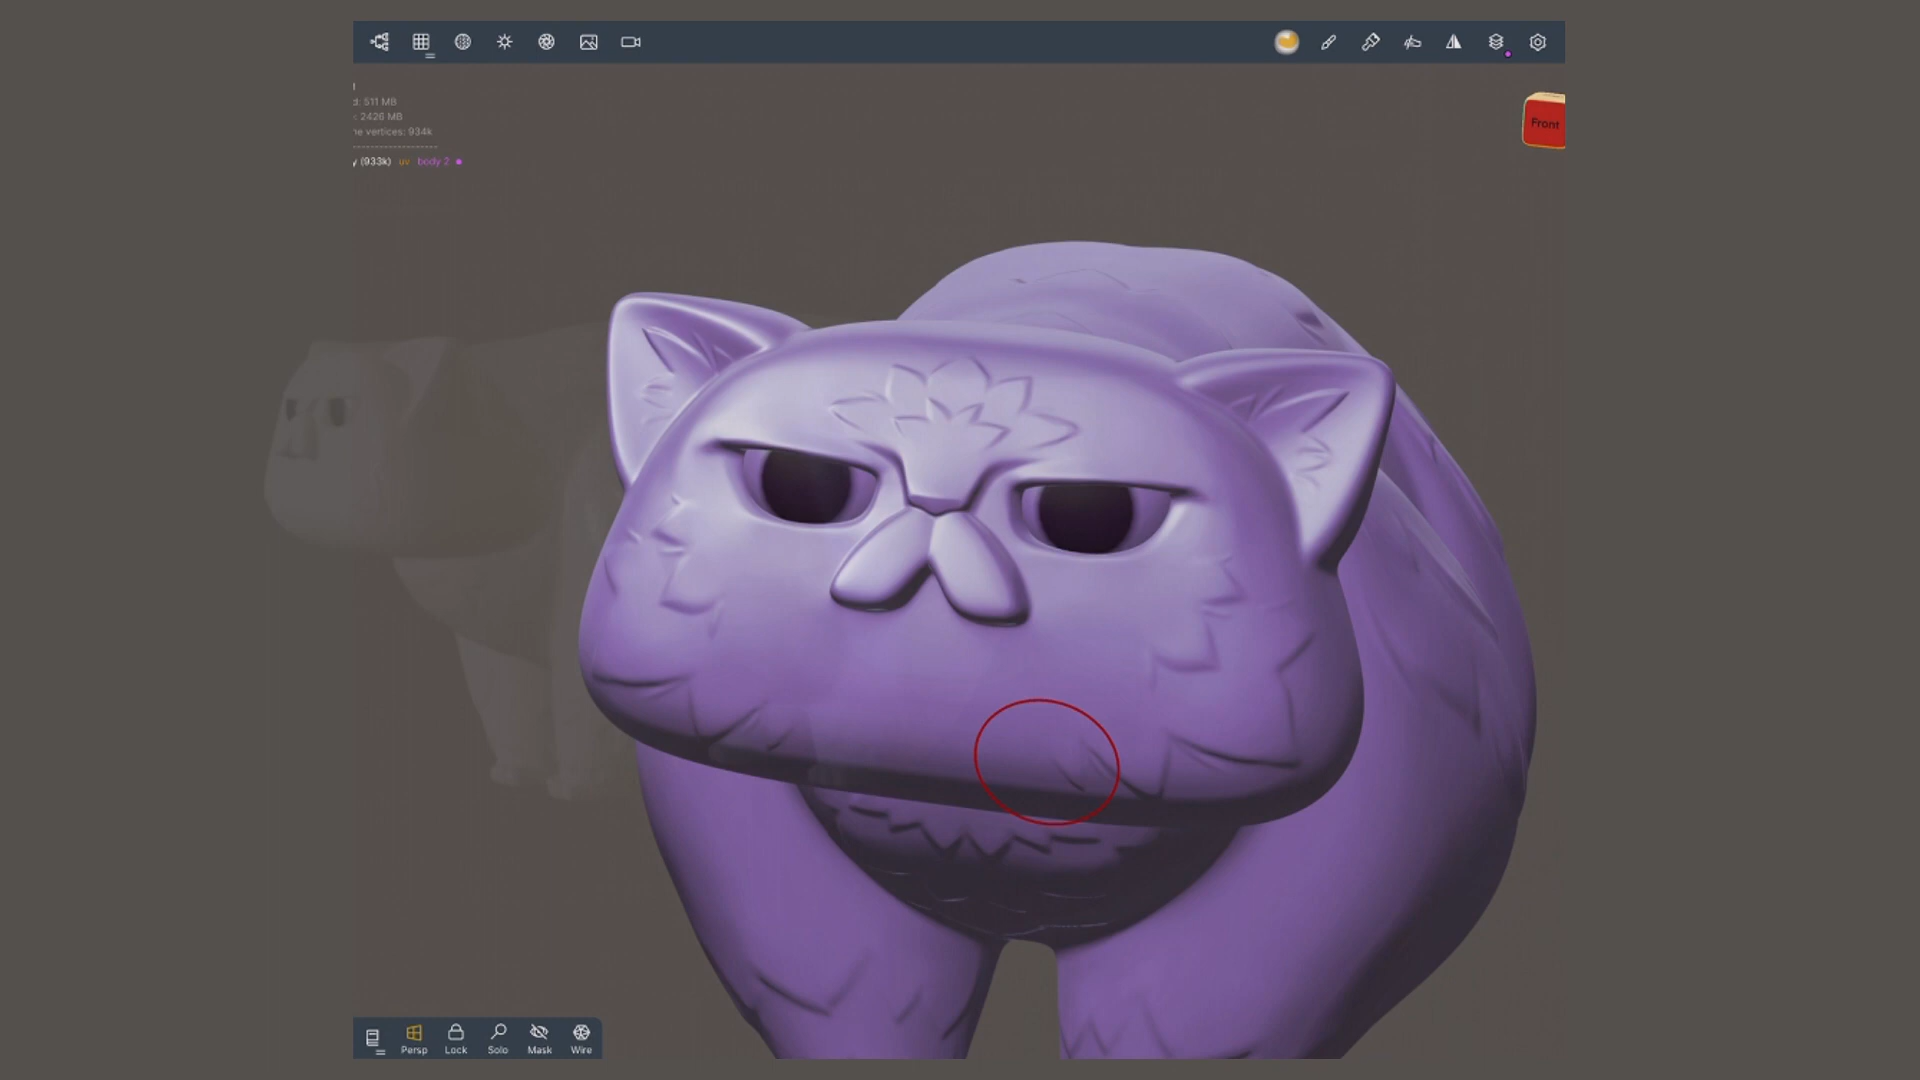 d: 511 MB
: 2426 MB
ne vertices: 934k
y (933k) uv body 2
Front
Persp Lock Solo Mask Wire